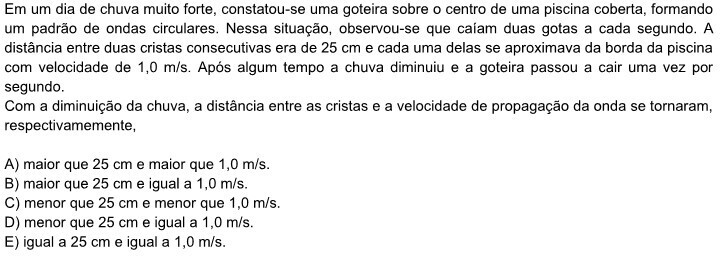 Em um dia de chuva muito forte, constatou-se uma goteira sobre o centro de uma piscina coberta, formando
um padrão de ondas circulares. Nessa situação, observou-se que caíam duas gotas a cada segundo. A
distância entre duas cristas consecutivas era de 25 cm e cada uma delas se aproximava da borda da piscina
com velocidade de 1,0 m/s. Após algum tempo a chuva diminuiu e a goteira passou a cair uma vez por
segundo.
Com a diminuição da chuva, a distância entre as cristas e a velocidade de propagação da onda se tornaram,
respectivamemente,
A) maior que 25 cm e maior que 1,0 m/s.
B) maior que 25 cm e igual a 1,0 m/s.
C) menor que 25 cm e menor que 1,0 m/s.
D) menor que 25 cm e igual a 1,0 m/s.
E) igual a 25 cm e igual a 1,0 m/s.